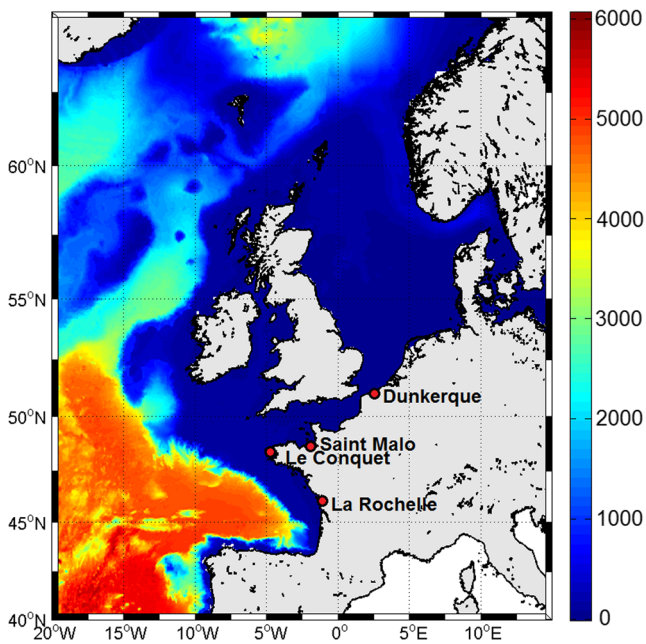 6000
5000
60°N
4000
55°N
3000
Dunkerque
50°N
2000
Saint Malo
Le Conquet
La Rochelle
45°N
1000
40°N
0
20°W 15°W 10°W 5°W 0° 5°E 10°E